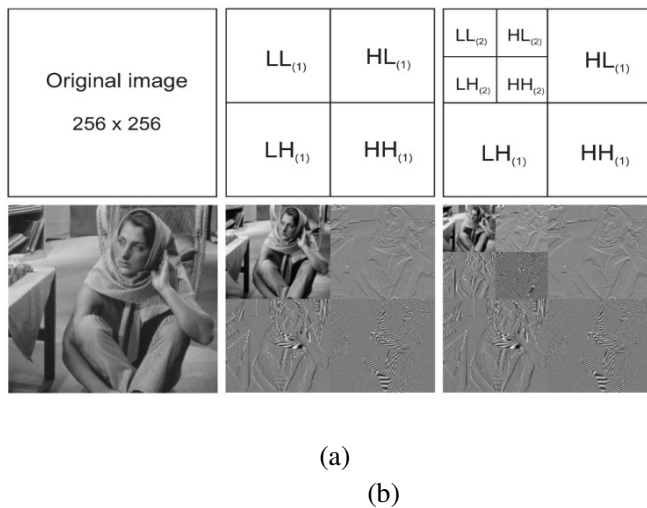 Original image
256 x 256
LL(1) HL(1)
LH(1) HH(1)
LL(2) HL(2)
HL(1)
LH(2) HH(2)
LH(1) HH(1)
(a)
(b)